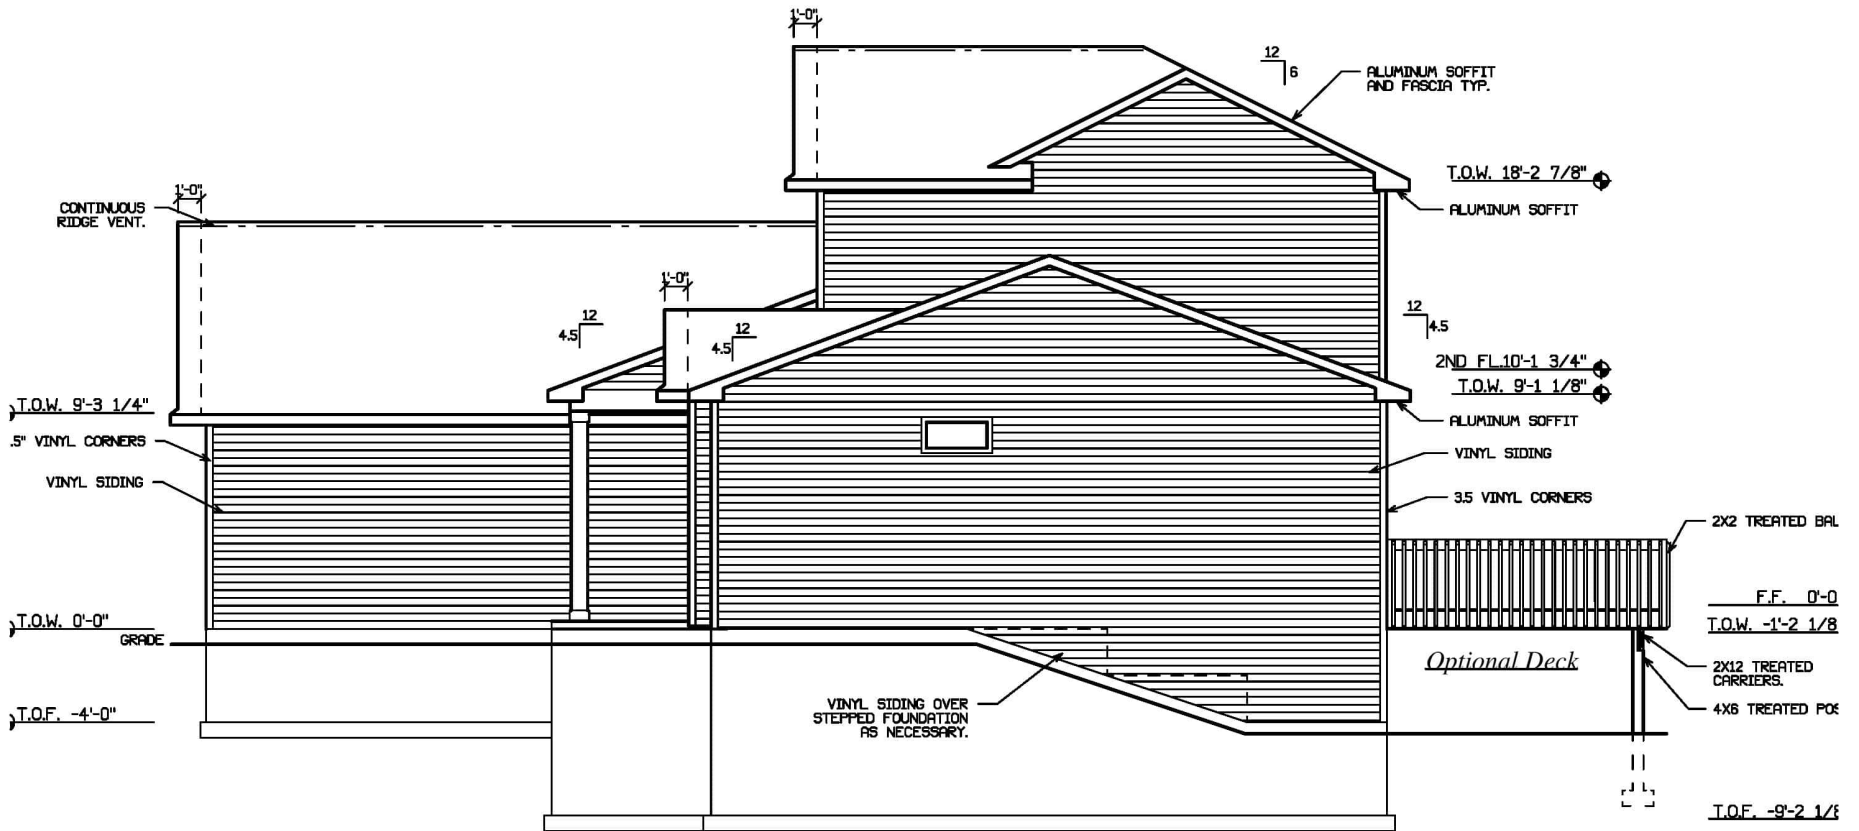 1'-0"
12
6
ALUMINUM SOFFIT
AND FASCIA TYP.
T.O.W. 18'-2 7/8"
1'-0"
CONTINUOUS
RIDGE VENT.
ALUMINUM SOFFIT
1'-0"
12
4.5
12
4.5
12
4.5
2ND FL.10'-1 3/4"
T.O.W. 9'-1 1/8"
T.O.W. 9'-3 1/4"
ALUMINUM SOFFIT
.5" VINYL CORNERS
VINYL SIDING
VINYL SIDING
3.5 VINYL CORNERS
2X2 TREATED BAL
F.F. 0'-0
T.O.W. 0'-0"
T.O.W. -1'-2 1/8
GRADE
Optional Deck
2X12 TREATED
CARRIERS.
VINYL SIDING OVER
STEPPED FOUNDATION
AS NECESSARY.
4X6 TREATED POS
T.O.F. -4'-0"
T.O.F. -9'-2 1/8